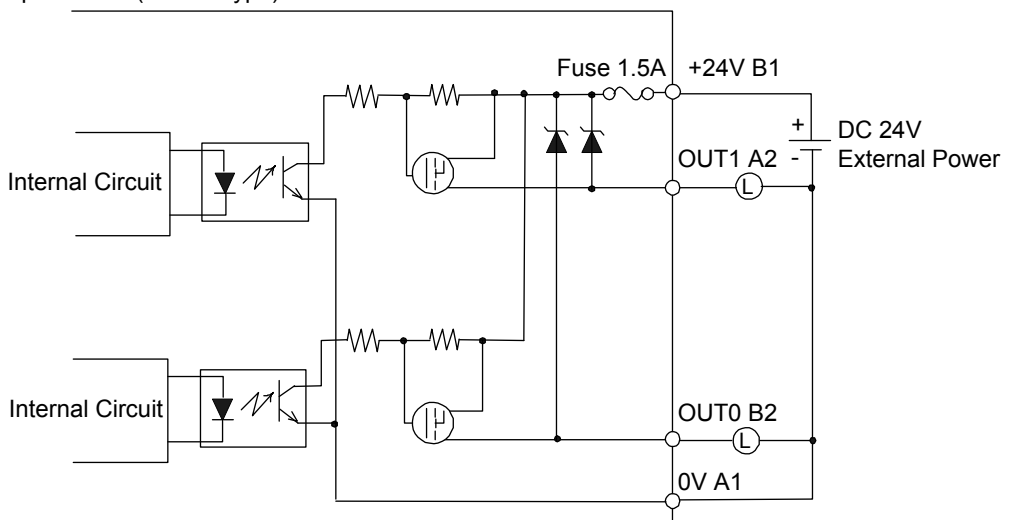 Fuse 1.5A
+24V B1
+
-
DC 24V
External Power
OUT1 A2
L
Internal Circuit
Internal Circuit
OUT0 B2
L
0V A1